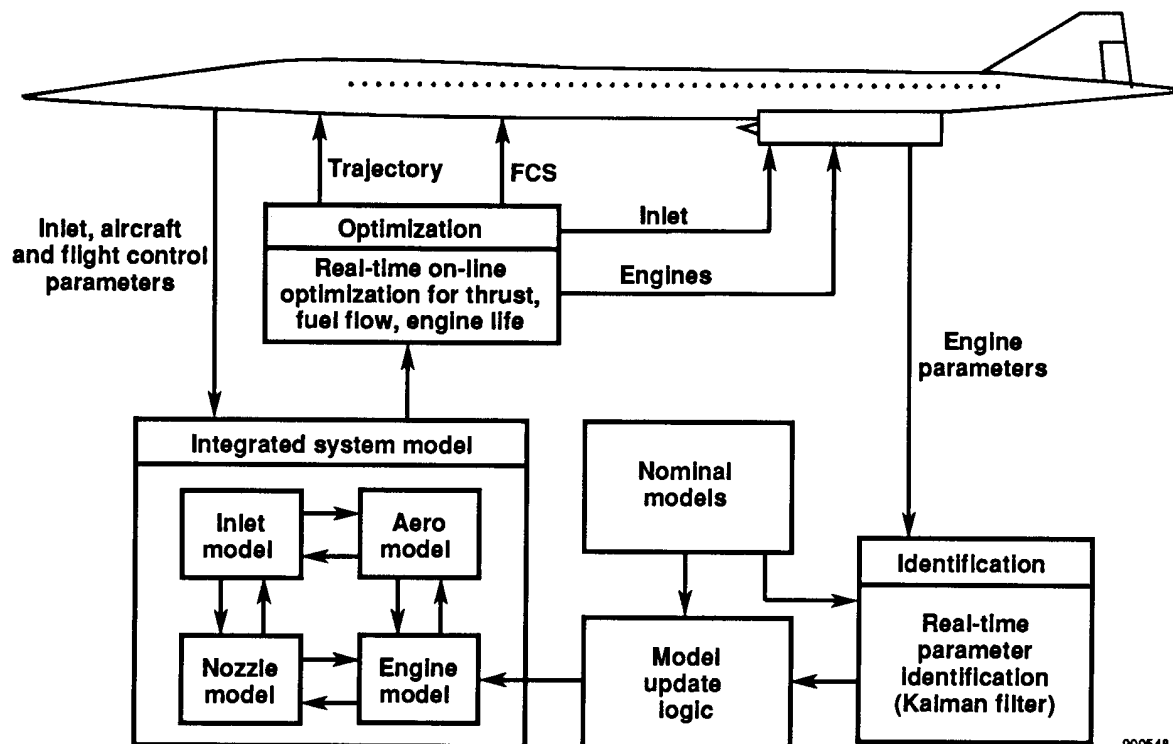 Trajectory
FCS
Inlet, aircraft
and flight control
parameters
Optimization
Real-time on-line
optimization for thrust,
fuel flow, engine life
Inlet
Engines
Engine
parameters
Integrated system model
Inlet
model
Aero
model
Nozzle
model
Engine
model
Nominal
models
Model
update
logic
Identification
Real-time
parameter
identification
(Kalman filter)